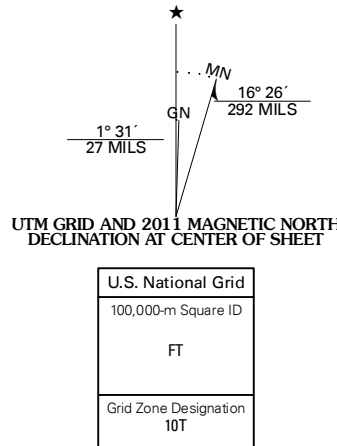 MN
16° 26´
292 MILS
GN
1° 31´
27 MILS
UTM GRID AND 2011 MAGNETIC NORTH
DECLINATION AT CENTER OF SHEET
U.S. National Grid
100,000-m Square ID
FT
Grid Zone Designation
10T